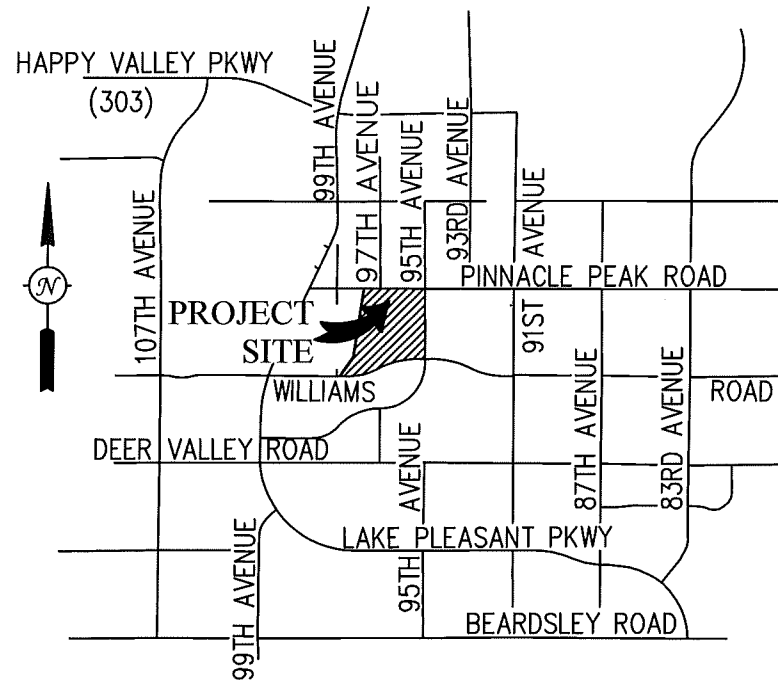 HAPPY VALLEY PKWY
(303)
99TH AVENUE
97TH AVENUE
95TH AVENUE
93RD AVENUE
AVENUE
91ST
107TH AVENUE
N
PINNACLE PEAK ROAD
PROJECT
SITE
WILLIAMS
ROAD
DEER VALLEY ROAD
AVENUE
95TH
87TH AVENUE
83RD AVENUE
LAKE PLEASANT PKWY
99TH AVENUE
BEARDSLEY ROAD